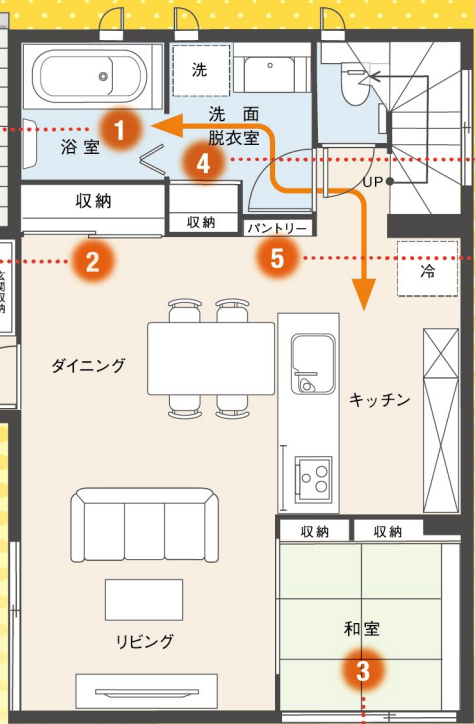 洗
1
浴室
洗面
脱衣室
4
UP
収納
収納
パントリー
2
5
冷
玄関収納
ダイニング
キッチン
収納
収納
リビング
和室
3